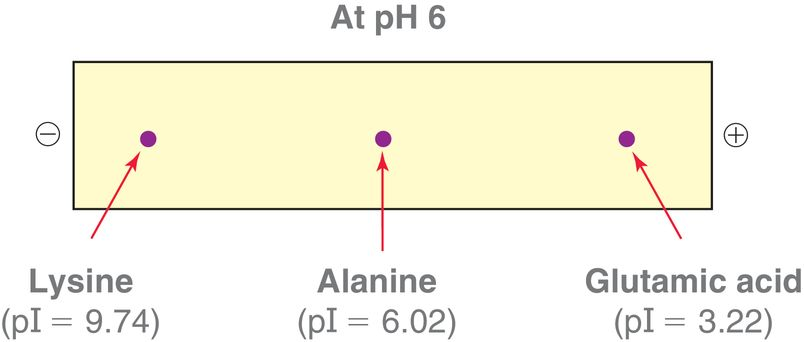 At pH 6
⊖ ⊕
Lysine Alanine Glutamic acid
(pI = 9.74) (pI = 6.02) (pI = 3.22)